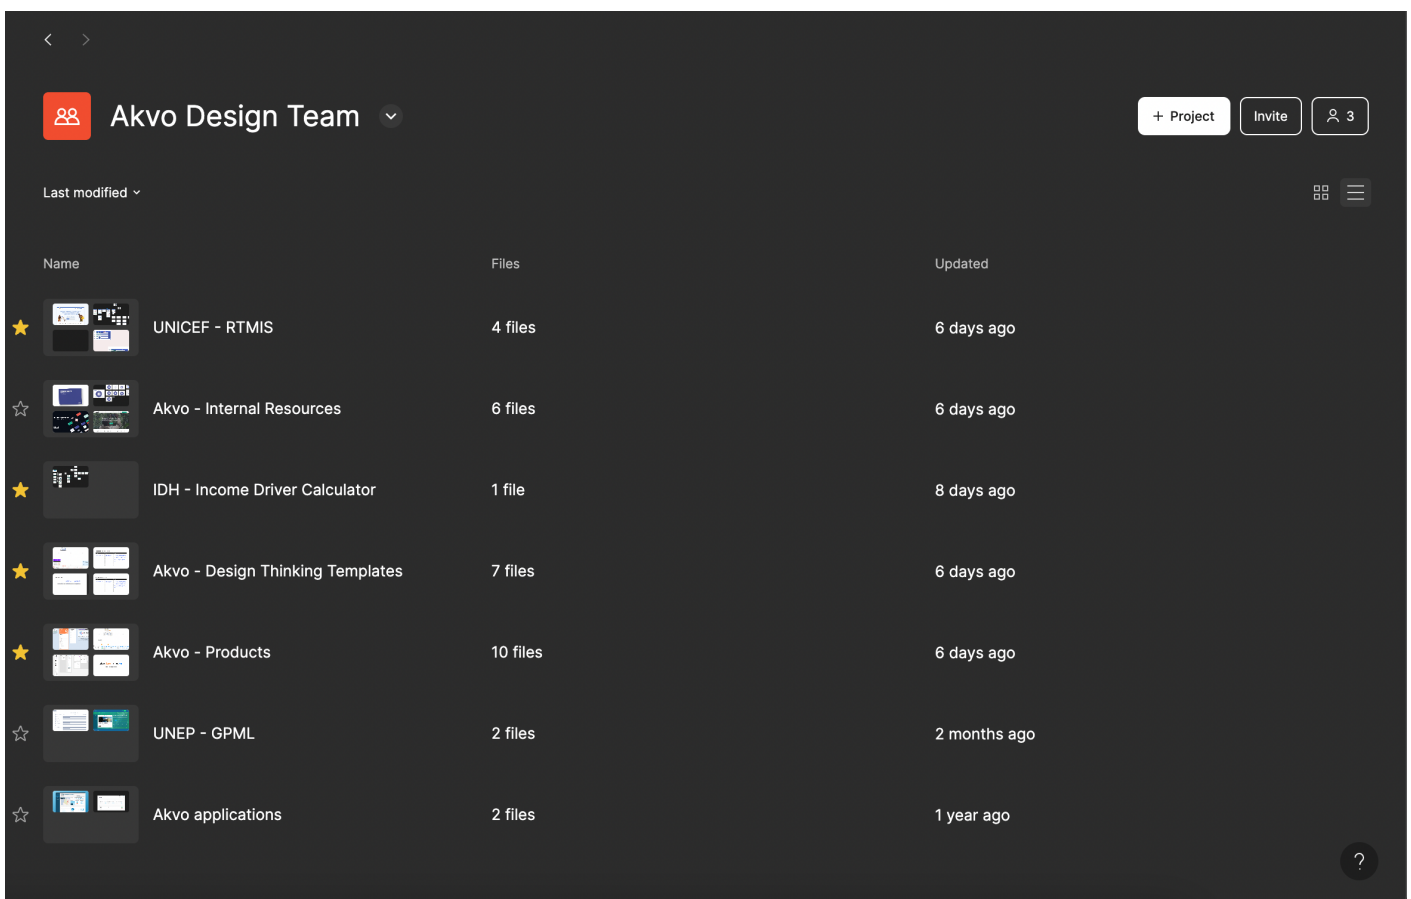 Akvo Design Team
+ Project
Invite
3
Last modified
Name Files Updated
UNICEF - RTMIS 4 files 6 days ago
Akvo - Internal Resources 6 files 6 days ago
IDH - Income Driver Calculator 1 file 8 days ago
Akvo - Design Thinking Templates 7 files 6 days ago
Akvo - Products 10 files 6 days ago
UNEP - GPML 2 files 2 months ago
Akvo applications 2 files 1 year ago
?